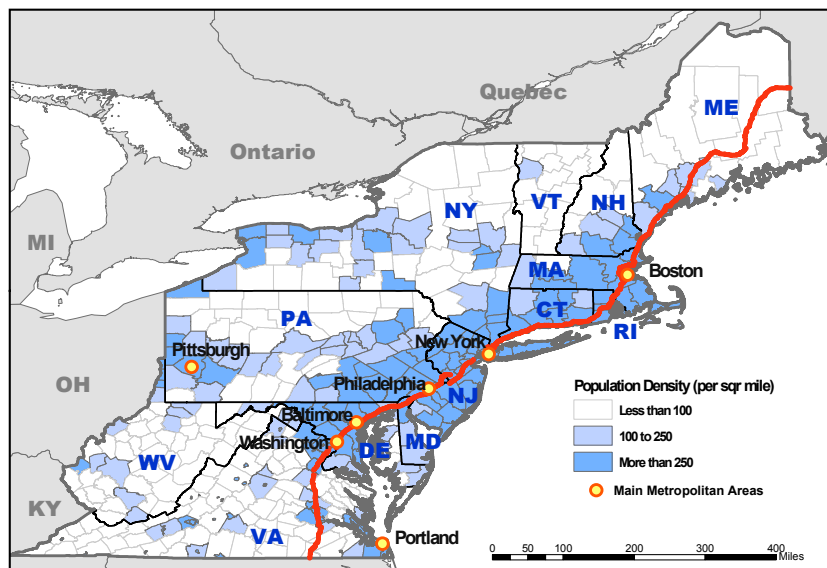 Quebec
ME
Ontario
NY
VT
NH
MI
MA
Boston
CT
RI
PA
New York
Pittsburgh
OH
Philadelphia
NJ
Baltimore
Washington
MD
DE
WV
KY
VA
Portland
Population Density (per sqr mile)
Less than 100
100 to 250
More than 250
Main Metropolitan Areas
0 100 200 300 400
Miles